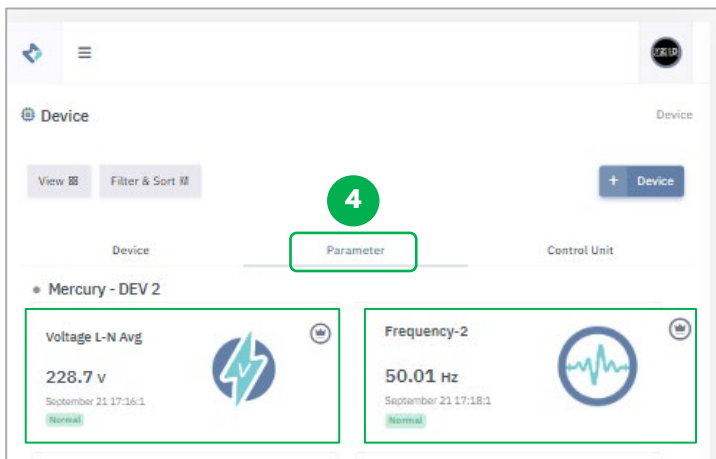 Device
Device
View
Filter & Sort
+ Device
4
Device
Parameter
Control Unit
Mercury - DEV 2
Voltage L-N Avg
228.7 V
September 21 17:16:1
Normal
Frequency-2
50.01 Hz
September 21 17:18:1
Normal